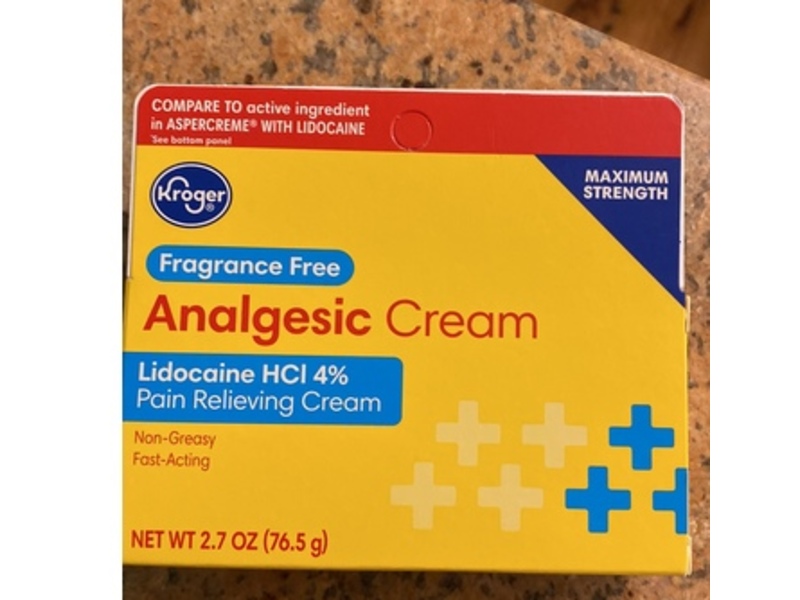 COMPARE TO active ingredient
in ASPERCREME® WITH LIDOCAINE
*See bottom panel
MAXIMUM
STRENGTH
Kroger®
Fragrance Free
Analgesic Cream
Lidocaine HCl 4%
Pain Relieving Cream
Non-Greasy
Fast-Acting
NET WT 2.7 OZ (76.5 g)